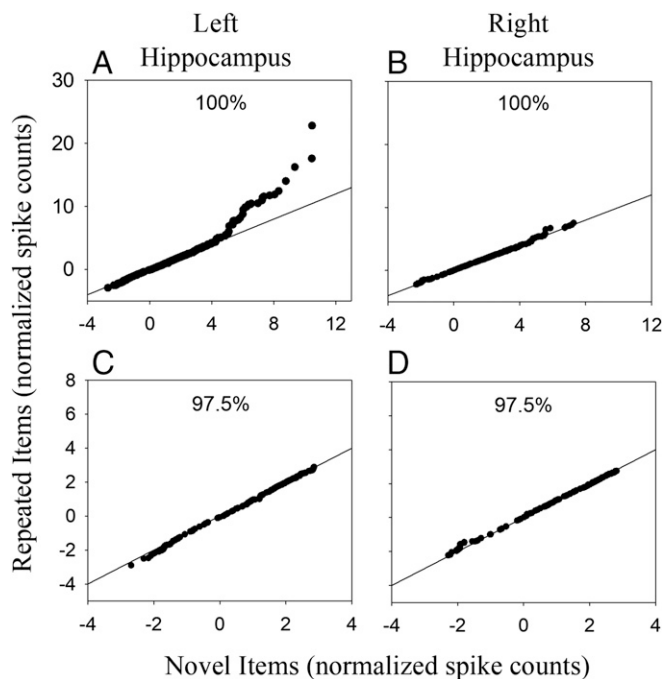 Left
Hippocampus
Right
Hippocampus
A
B
100%
100%
30
20
10
0
-4 0 4 8 12
-4 0 4 8 12
C
D
97.5%
97.5%
8
6
4
2
0
-2
-4
-4 -2 0 2 4
-4 -2 0 2 4
Repeated Items (normalized spike counts)
Novel Items (normalized spike counts)